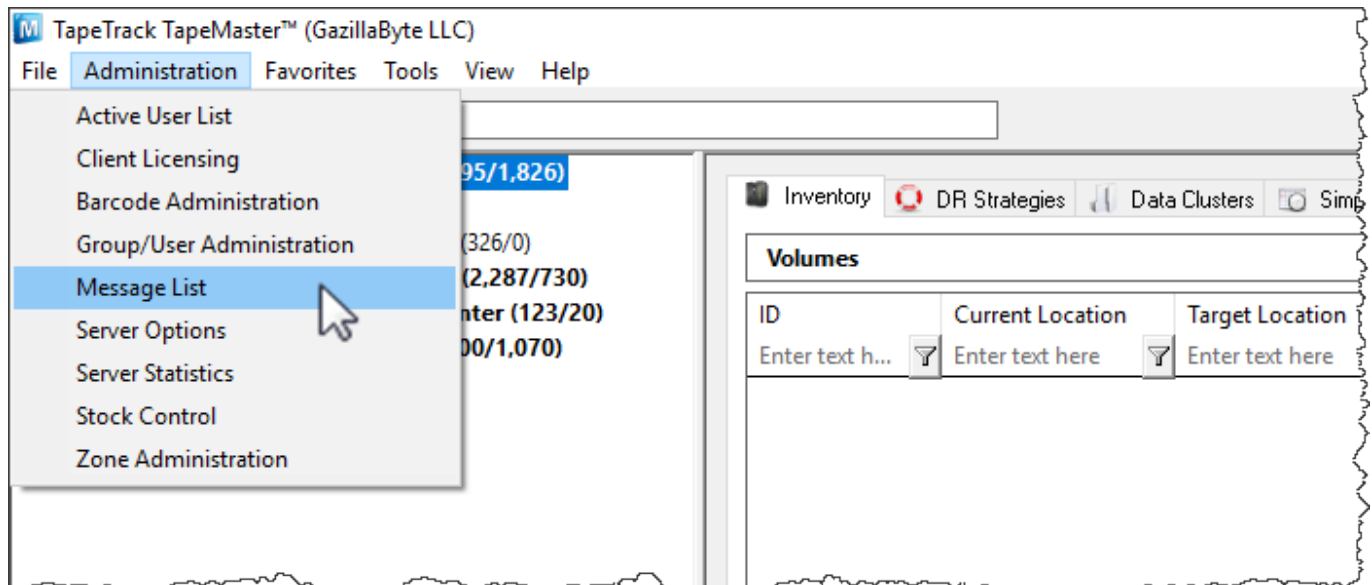 TapeTrack TapeMaster™ (GazillaByte LLC)
File Administration Favorites Tools View Help
Active User List
Client Licensing
Barcode Administration
Group/User Administration
Message List
Server Options
Server Statistics
Stock Control
Zone Administration
95/1,826)
(326/0)
(2,287/730)
nter (123/20)
00/1,070)
Inventory DR Strategies Data Clusters Simp
Volumes
ID Current Location Target Location
Enter text h... Enter text here Enter text here